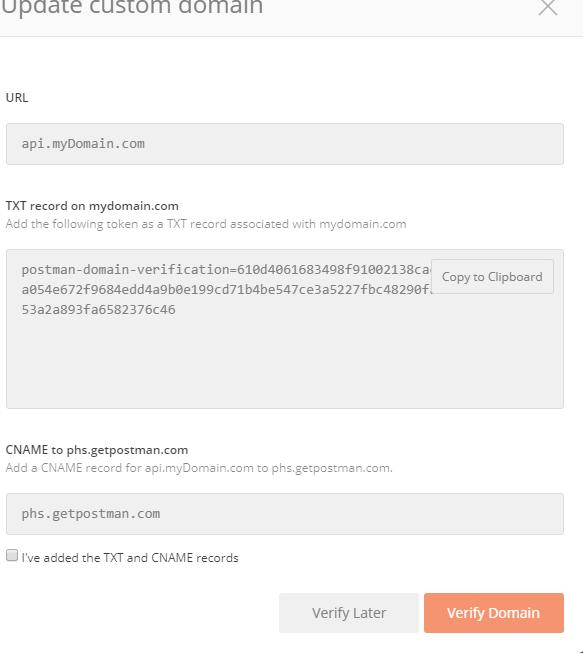 Update custom domain
URL
api.myDomain.com
TXT record on mydomain.com
Add the following token as a TXT record associated with mydomain.com
postman-domain-verification=610d4061683498f91002138ca
Copy to Clipboard
a054e672f9684edd4a9b0e199cd71b4be547ce3a5227fbc48290f
53a2a893fa6582376c46
CNAME to phs.getpostman.com
Add a CNAME record for api.myDomain.com to phs.getpostman.com.
phs.getpostman.com
I've added the TXT and CNAME records
Verify Later
Verify Domain